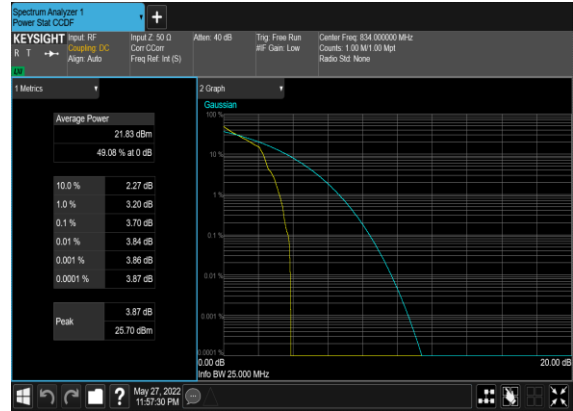 Spectrum Analyzer 1
Power Stat CCDF
+
KEYSIGHT
R T
LM
Input: RF
Coupling: DC
Align: Auto
Input Z: 50 Ω
Corr CCorr
Freq Ref: Int (S)
Atten: 40 dB
Trig: Free Run
#IF Gain: Low
Center Freq: 834.000000 MHz
Counts: 1.00 M/1.00 Mpt
Radio Std: None
1 Metrics
Average Power
21.83 dBm
49.08 % at 0 dB
10.0 % 2.27 dB
1.0 % 3.20 dB
0.1 % 3.70 dB
0.01 % 3.84 dB
0.001 % 3.86 dB
0.0001 % 3.87 dB
Peak
3.87 dB
25.70 dBm
2 Graph
Gaussian
100 %
10 %
1 %
0.1 %
0.01 %
0.001 %
0.0001 %
0.00 dB 20.00 dB
Info BW 25.000 MHz
?
May 27, 2022
11:57:30 PM